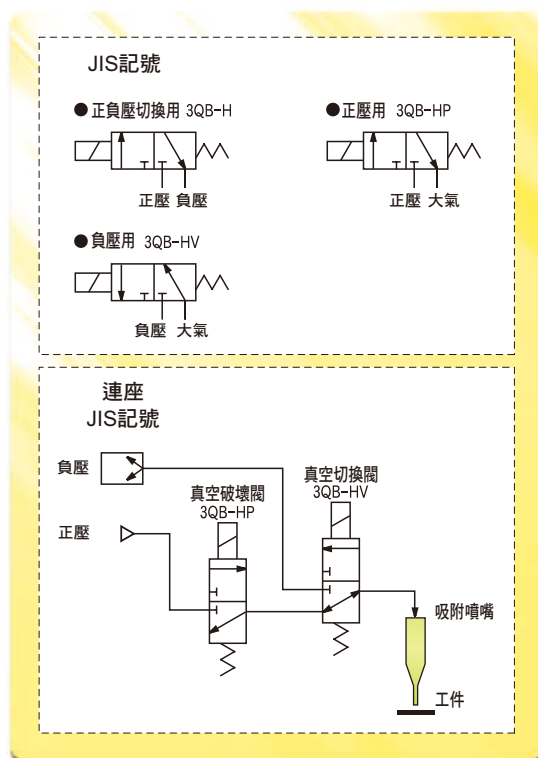 JIS記號
●正負壓切換用 3QB-H
●正壓用 3QB-HP
正壓 負壓
正壓 大氣
●負壓用 3QB-HV
負壓 大氣
連座
JIS記號
負壓
真空切換閥
3QB-HV
真空破壞閥
3QB-HP
正壓
吸附噴嘴
工件